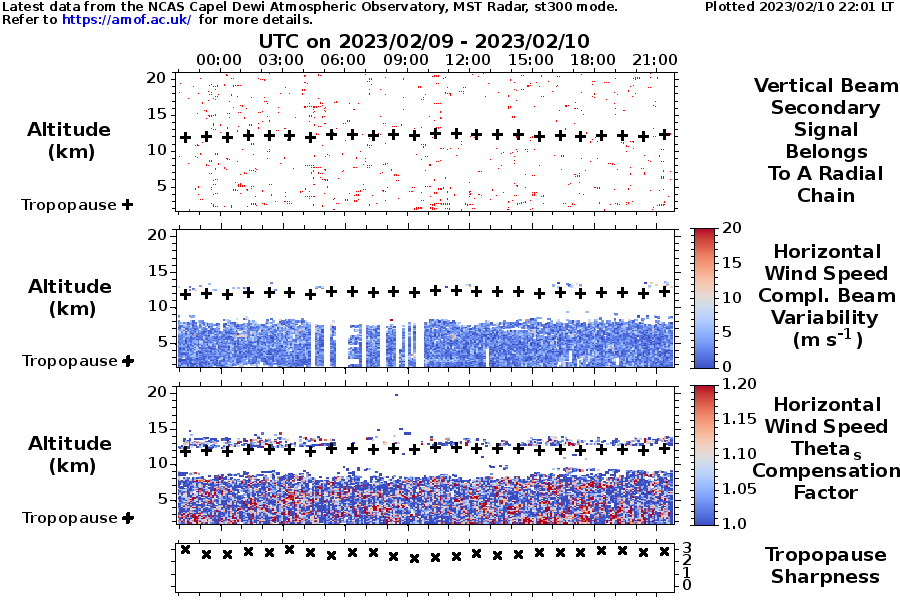 Latest data from the NCAS Capel Dewi Atmospheric Observatory, MST Radar, st300 mode.
Plotted 2023/02/10 22:01 LT
Refer to https://amof.ac.uk/ for more details.
UTC on 2023/02/09 - 2023/02/10
00:00 03:00 06:00 09:00 12:00 15:00 18:00 21:00
20
15
10
5
Altitude
(km)
Tropopause +
Vertical Beam
Secondary
Signal
Belongs
To A Radial
Chain
20
15
10
5
Altitude
(km)
Tropopause +
20
15
10
5
0
Horizontal
Wind Speed
Compl. Beam
Variability
(m s-1)
20
15
10
5
Altitude
(km)
Tropopause +
1.20
1.15
1.10
1.05
1.0
Horizontal
Wind Speed
Theta s
Compensation
Factor
3
2
1
0
Tropopause
Sharpness